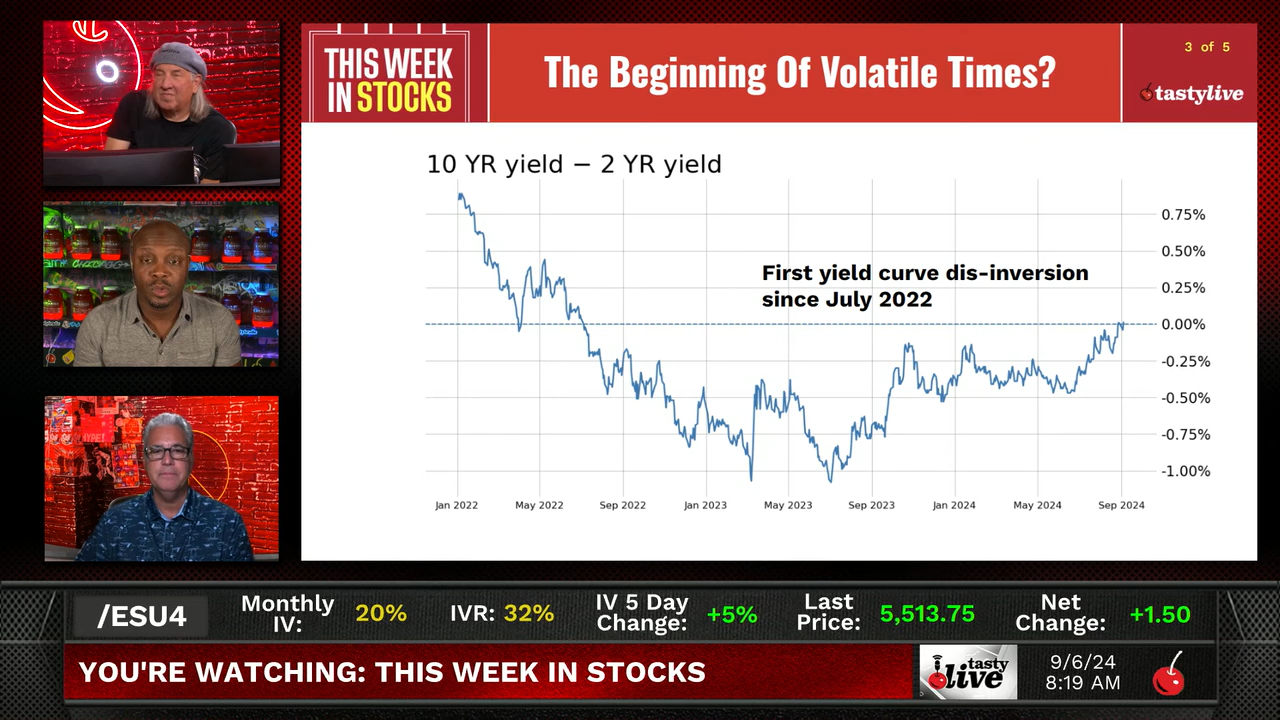 THIS WEEK
IN STOCKS
The Beginning Of Volatile Times?
3 of 5
tastylive
10 YR yield − 2 YR yield
First yield curve dis-inversion
since July 2022
0.75%
0.50%
0.25%
0.00%
-0.25%
-0.50%
-0.75%
-1.00%
Jan 2022
May 2022
Sep 2022
Jan 2023
May 2023
Sep 2023
Jan 2024
May 2024
Sep 2024
/ESU4
Monthly
IV:
20%
IVR: 32%
IV 5 Day
Change:
+5%
Last
Price:
5,513.75
Net
Change:
+1.50
YOU'RE WATCHING: THIS WEEK IN STOCKS
tasty
live
9/6/24
8:19 AM